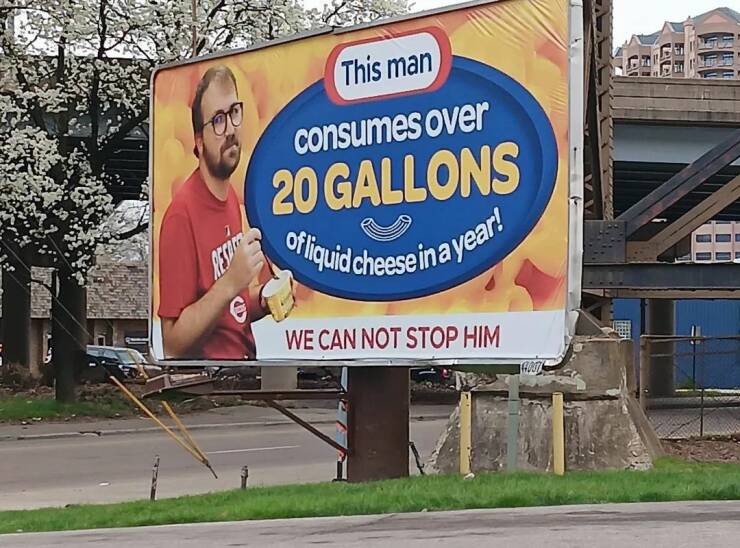 This man
consumes over
20 GALLONS
of liquid cheese in a year!
WE CAN NOT STOP HIM